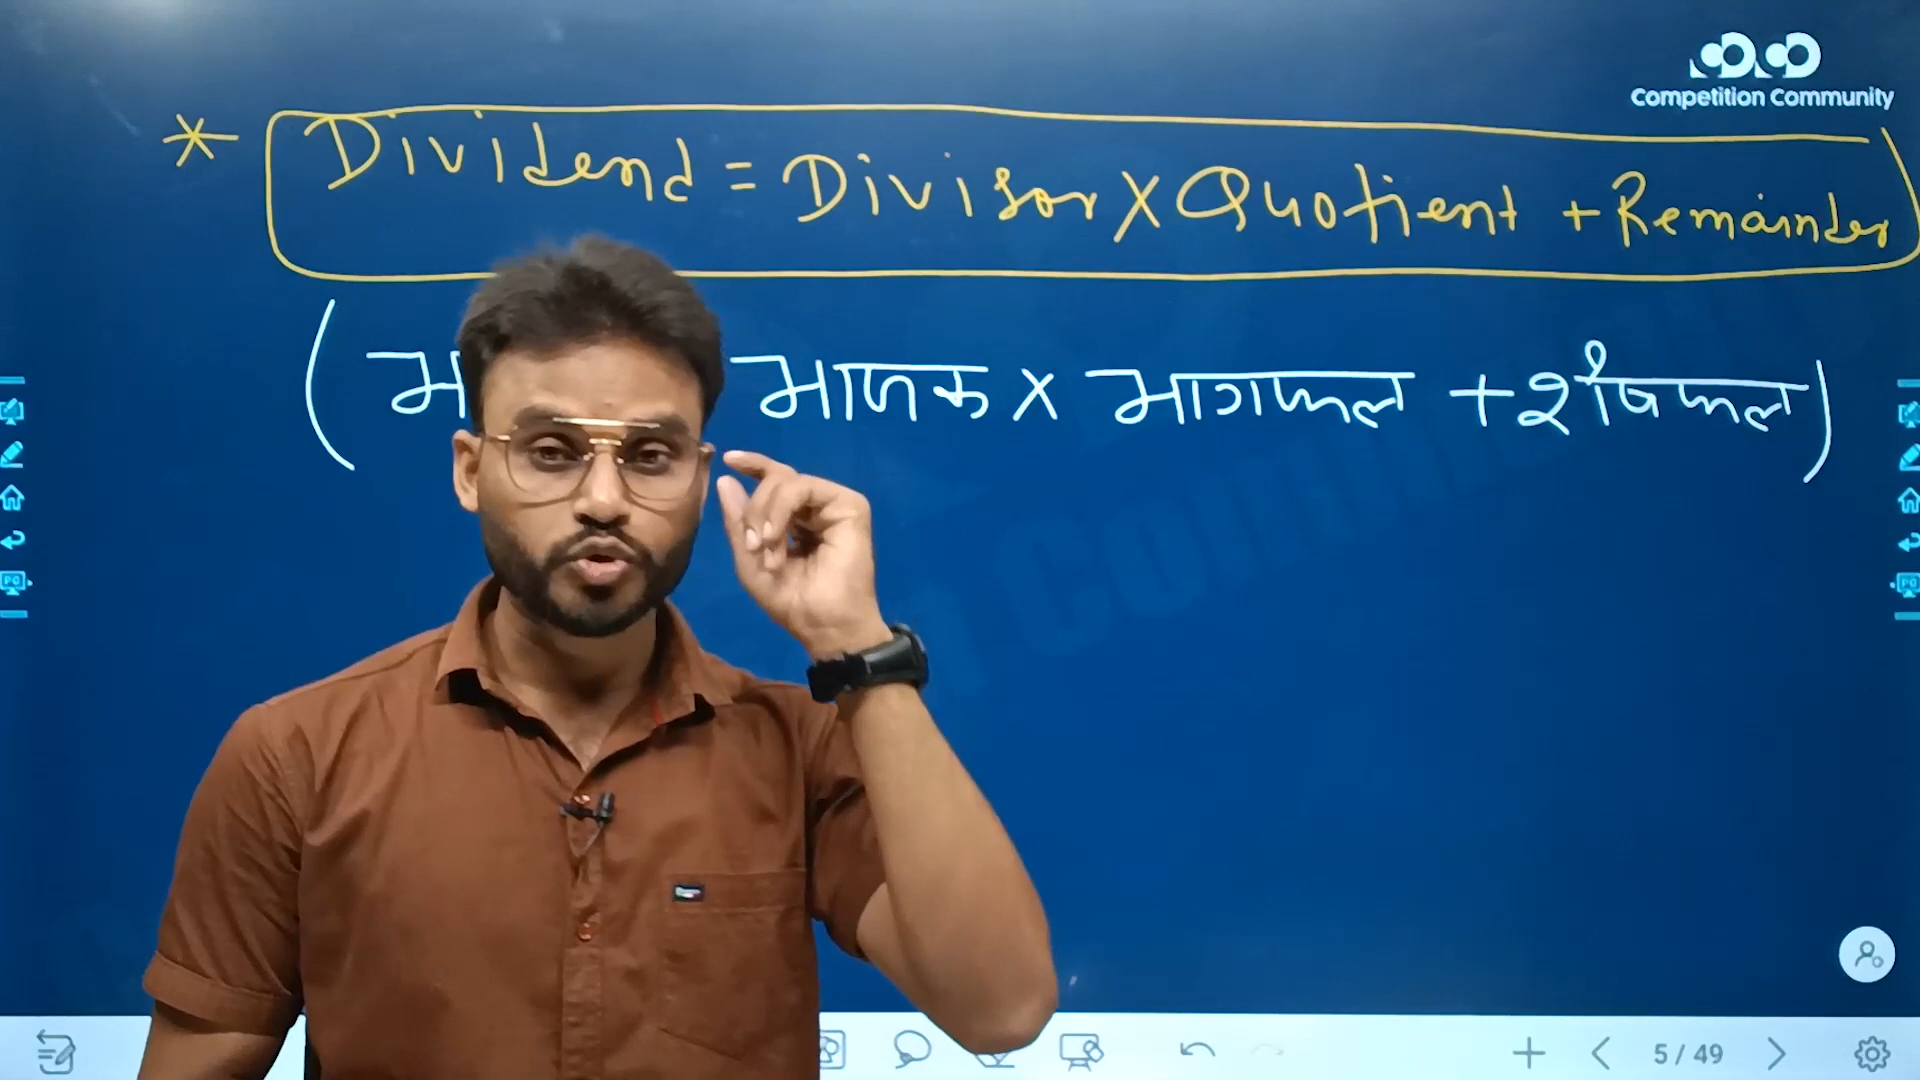 Competition Community
* Dividend = Divisor X Quotient + Remainder
( भाजक X भागफल + शेषफल )
5 / 49